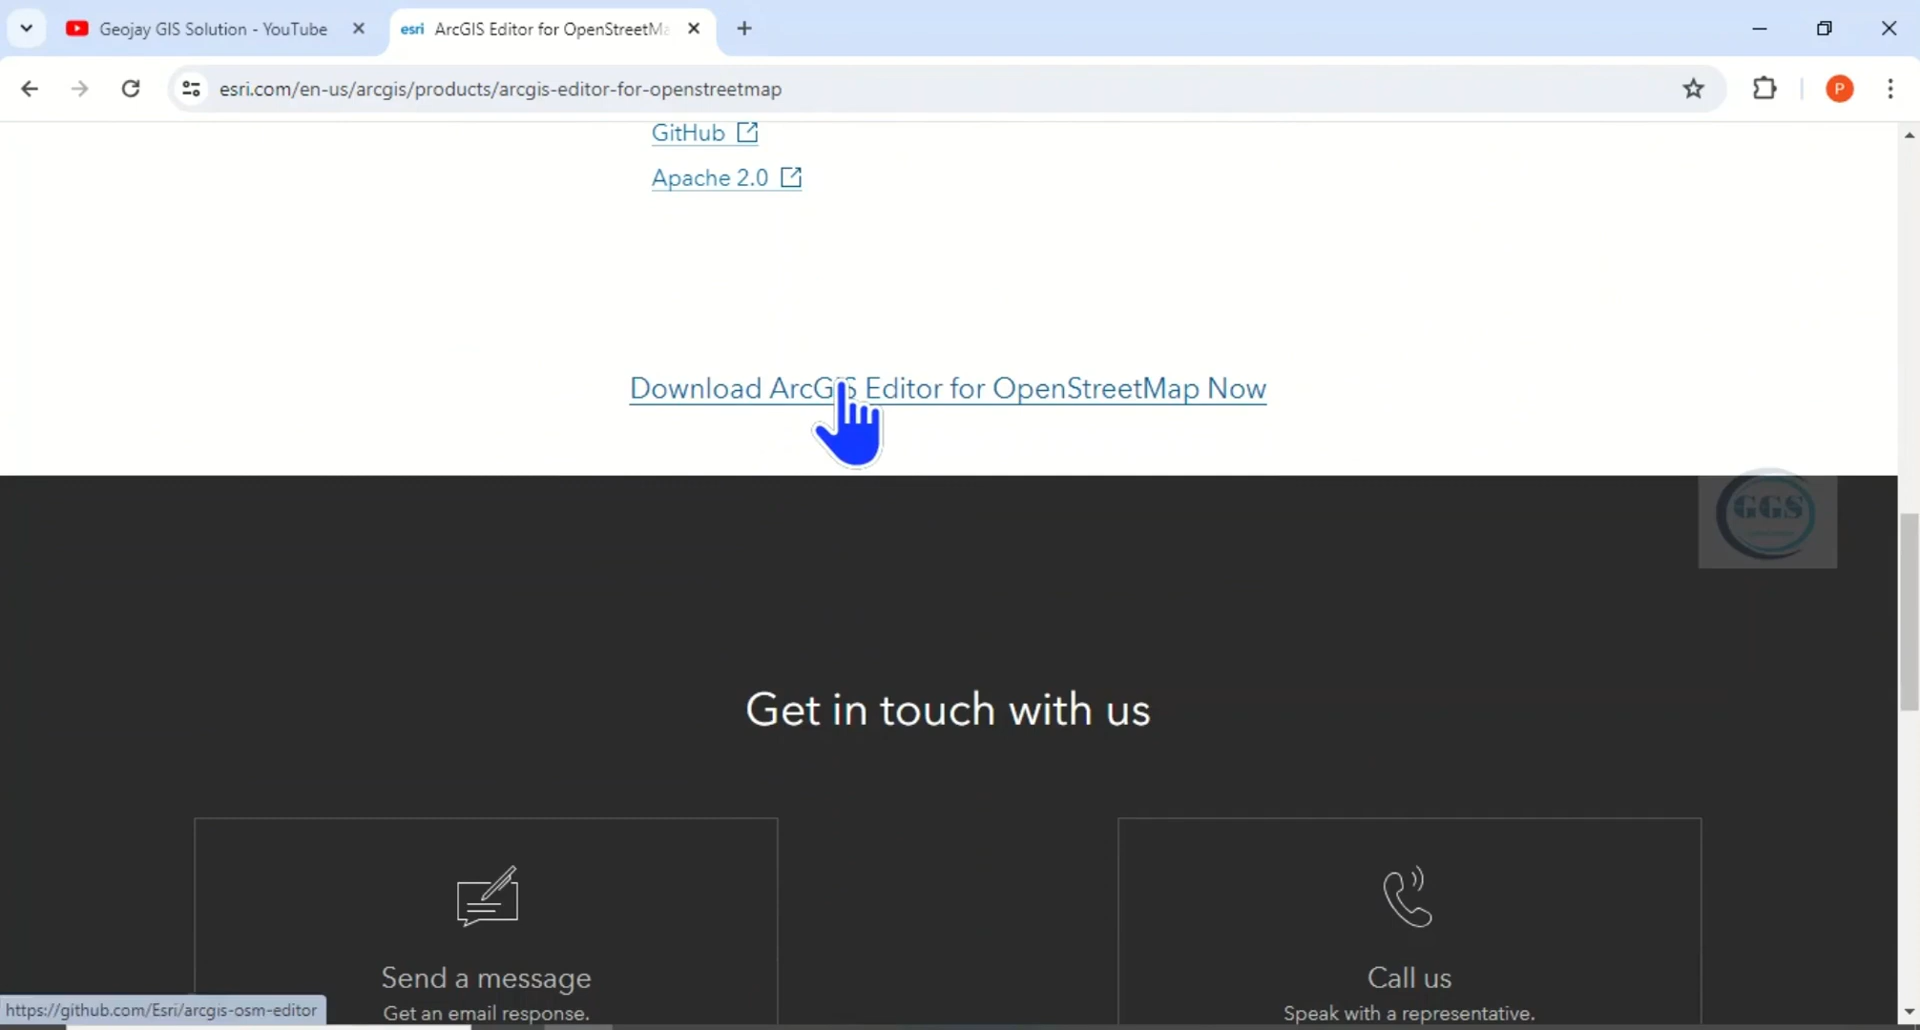 Geojay GIS Solution - YouTube
esri ArcGIS Editor for OpenStreetMa
esri.com/en-us/arcgis/products/arcgis-editor-for-openstreetmap
P
GitHub
Apache 2.0
Download ArcGIS Editor for OpenStreetMap Now
GGS
Get in touch with us
Send a message
Get an email response.
Call us
Speak with a representative.
https://github.com/Esri/arcgis-osm-editor